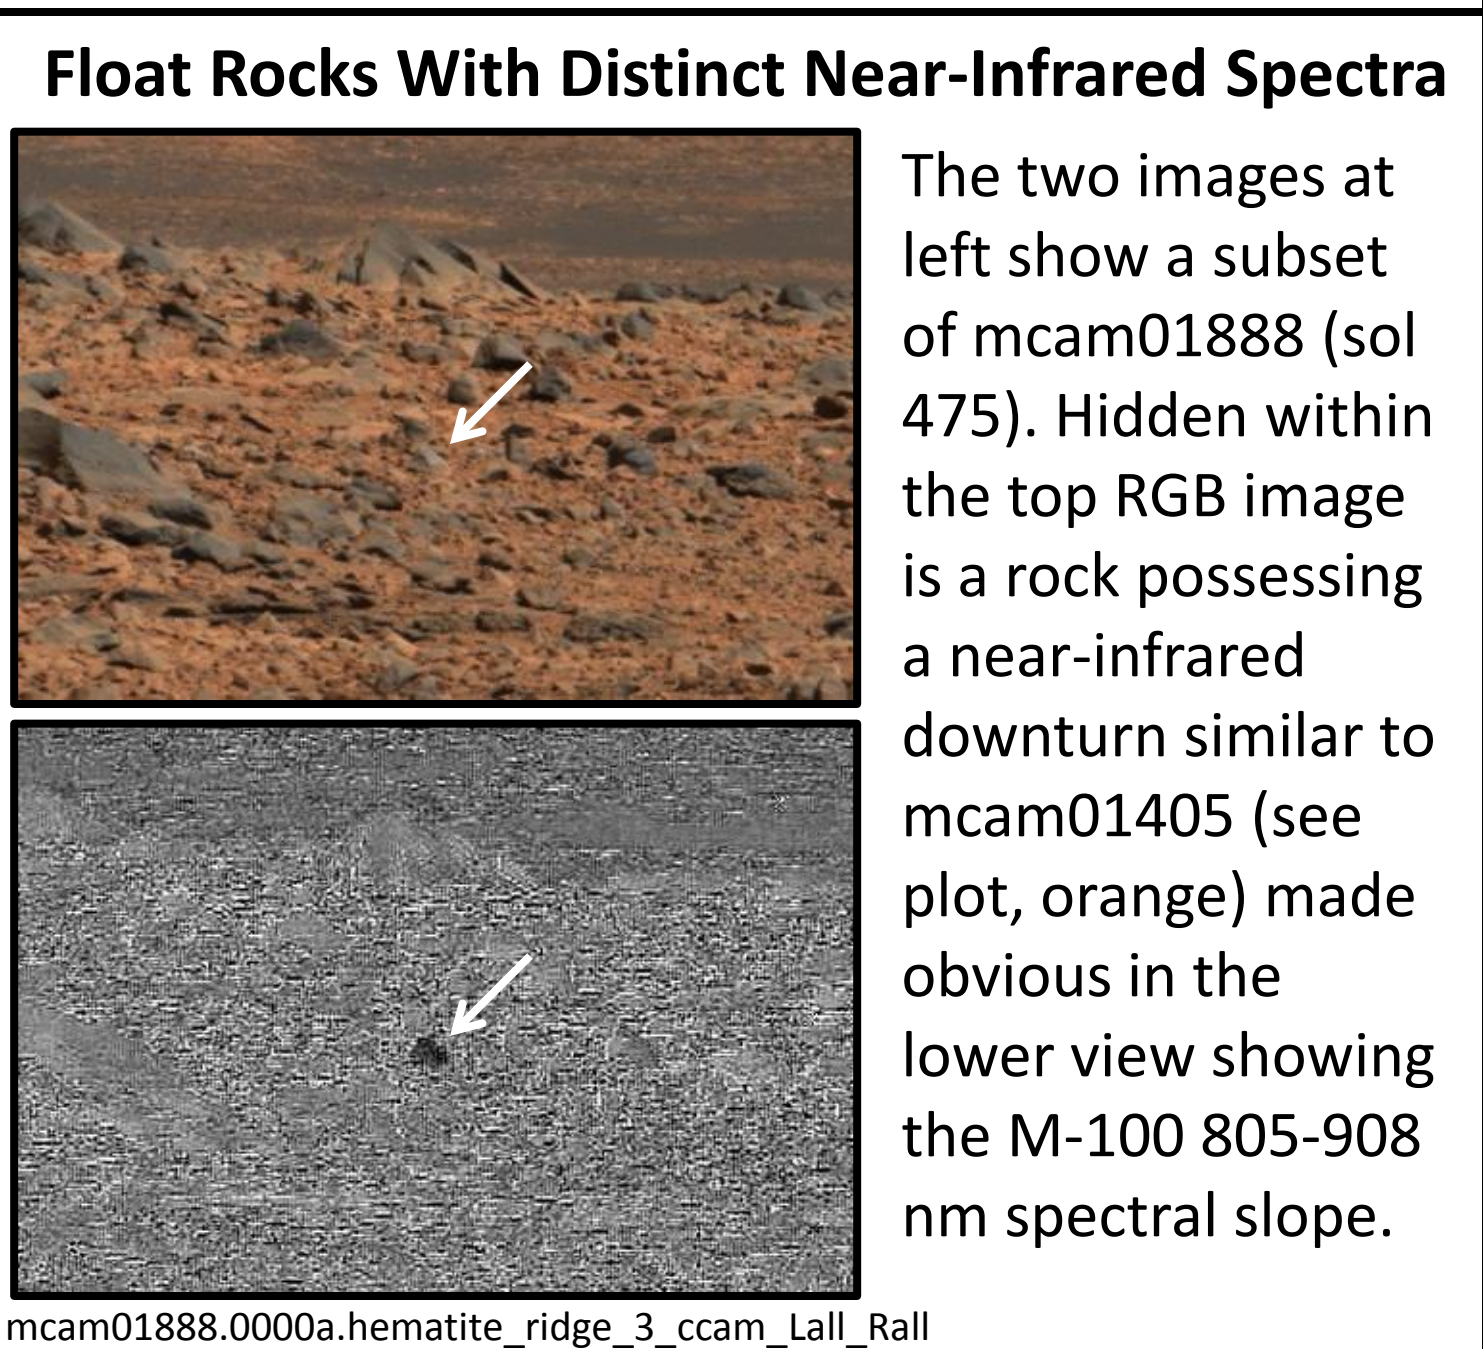 Float Rocks With Distinct Near-Infrared Spectra
The two images at
left show a subset
of mcam01888 (sol
475). Hidden within
the top RGB image
is a rock possessing
a near-infrared
downturn similar to
mcam01405 (see
plot, orange) made
obvious in the
lower view showing
the M-100 805-908
nm spectral slope.
mcam01888.0000a.hematite_ridge_3_ccam_Lall_Rall